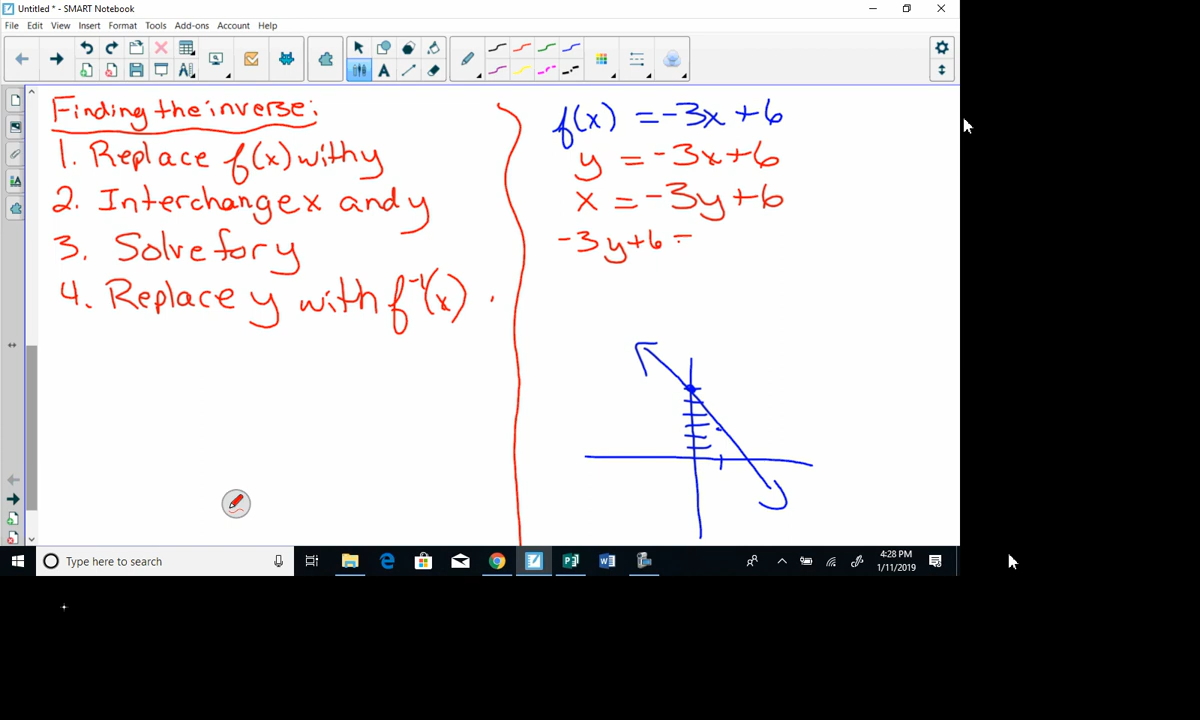 Untitled * - SMART Notebook
File Edit View Insert Format Tools Add-ons Account Help
Finding the inverse:
1. Replace f(x) with y
2. Interchange x and y
3. Solve for y
4. Replace y with f⁻¹(x).
f(x) = -3x + 6
y = -3x + 6
x = -3y + 6
-3y + 6 =
Type here to search
4:28 PM
1/11/2019